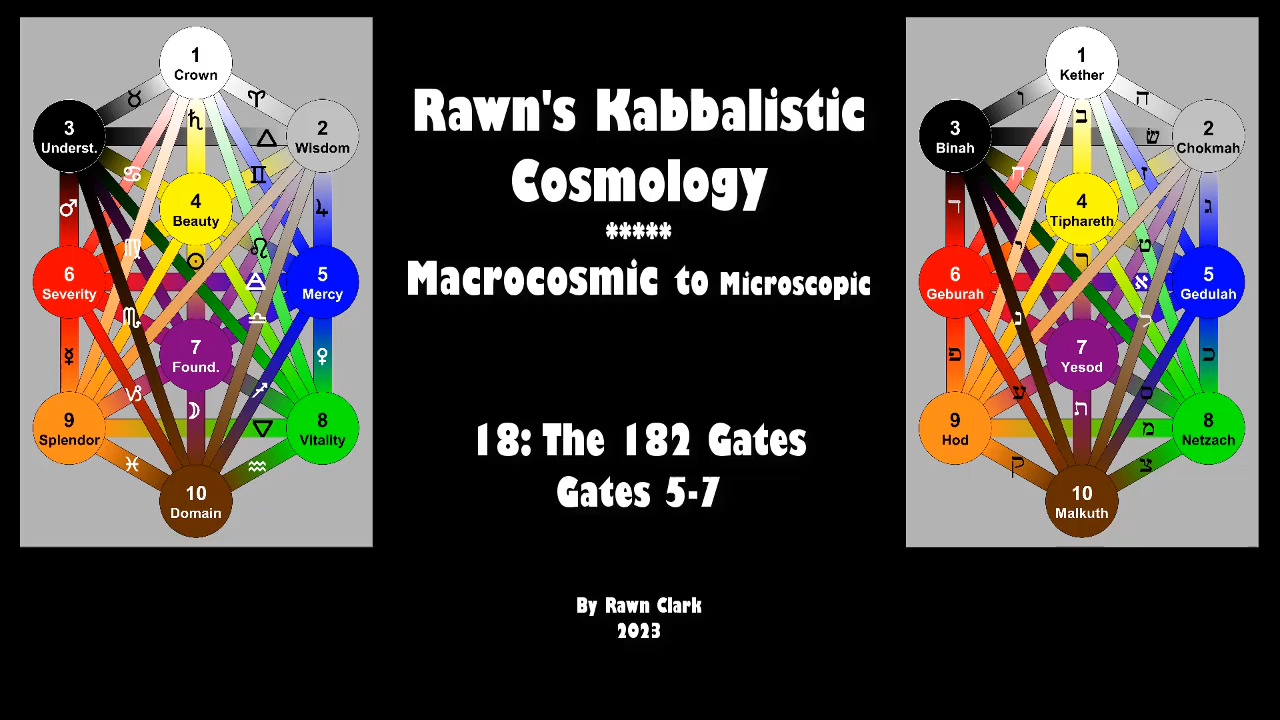 1
Crown
♉ ♈
3
Underst.
🜂
2
Wisdom
♄
♋ ♊
♂
4
Beauty
♃
♍ ♌
☉
6
Severity
🜁
5
Mercy
♏ ♎
☿
7
Found.
♀
♑ ♐
☽
9
Splendor
🜄
8
Vitality
♓ ♒
10
Domain
Rawn's Kabbalistic
Cosmology
*****
Macrocosmic to Microscopic
18: The 182 Gates
Gates 5-7
By Rawn Clark
2023
1
Kether
ו ה
3
Binah
ש
2
Chokmah
ב
ח ז
ד
4
Tiphareth
ג
י ט
ר
6
Geburah
א
5
Gedulah
נ ל
פ
7
Yesod
כ
ע ס
ת
9
Hod
מ
8
Netzach
ק צ
10
Malkuth